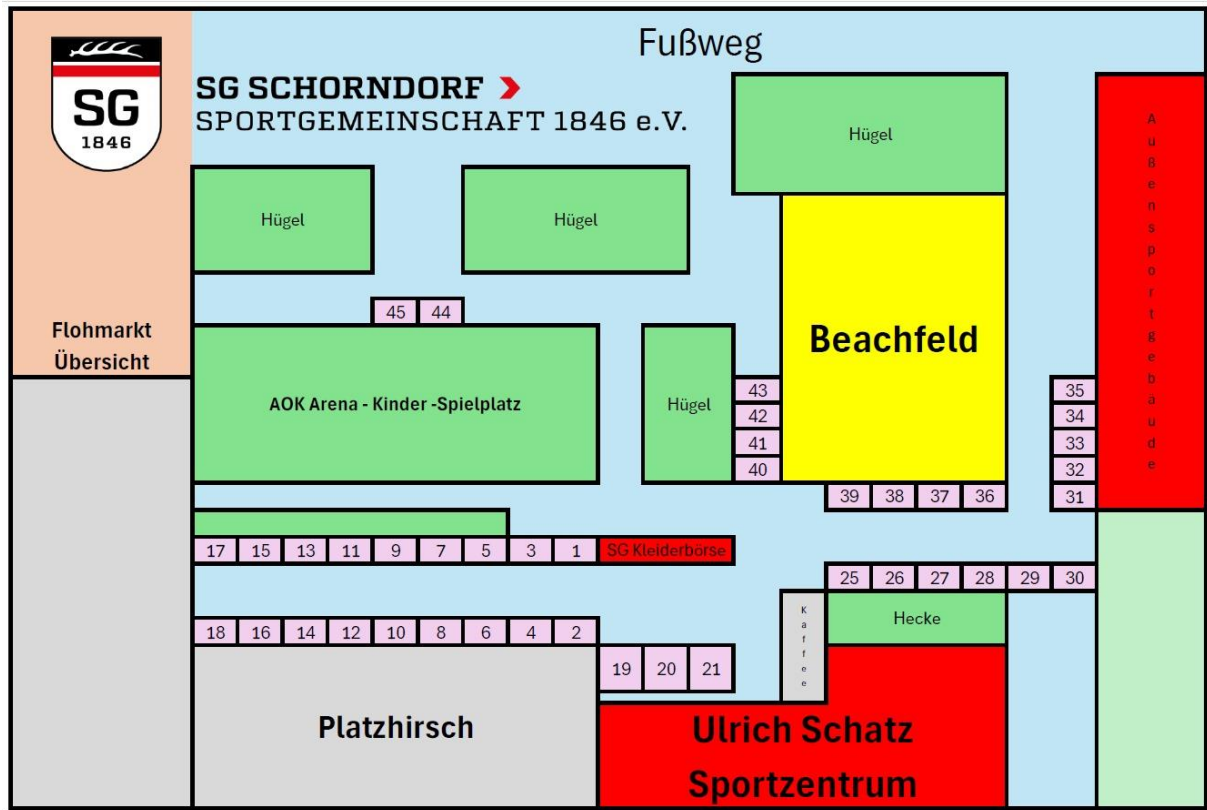 Fußweg
SG
1846
SG SCHORNDORF
SPORTGEMEINSCHAFT 1846 e.V.
Flohmarkt
Übersicht
Hügel
Hügel
Hügel
Außensportgebäude
45 44
AOK Arena - Kinder -Spielplatz
Hügel
Beachfeld
43
42
41
40
35
34
33
32
31
39 38 37 36
17 15 13 11 9 7 5 3 1 SG Kleiderbörse
25 26 27 28 29 30
Kaffee
Hecke
18 16 14 12 10 8 6 4 2
19 20 21
Platzhirsch
Ulrich Schatz
Sportzentrum